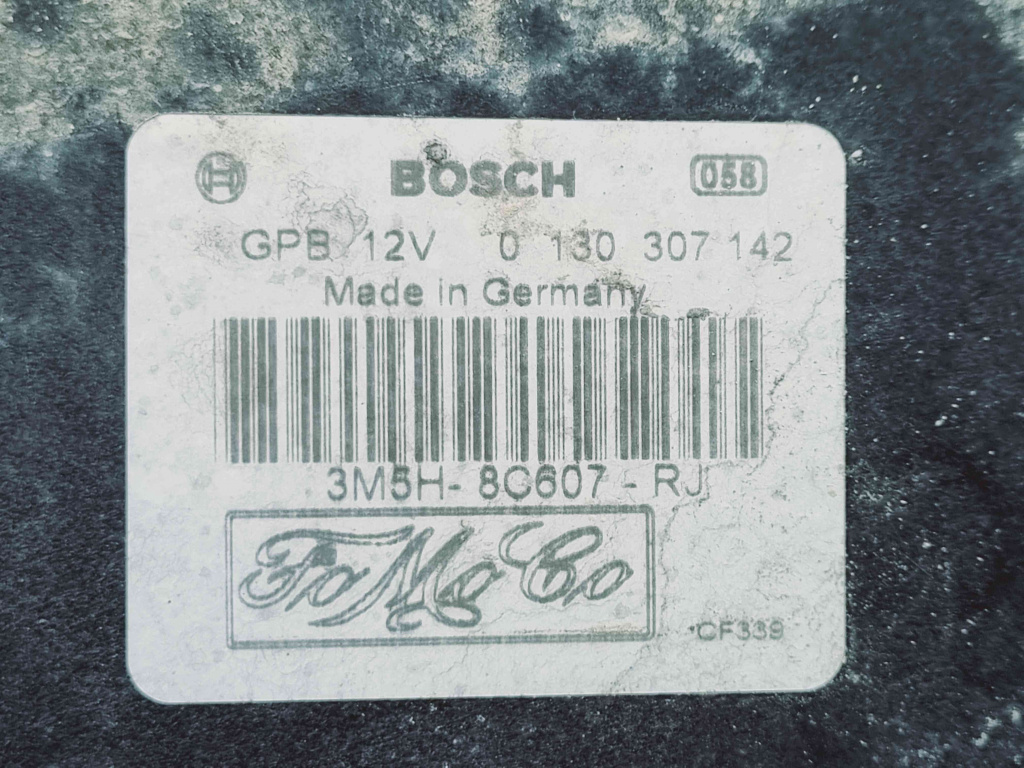 BOSCH 058
GPB 12V 0 130 307 142
Made in Germany
3M5H- 8C607 - RJ
FoMoCo
CF339